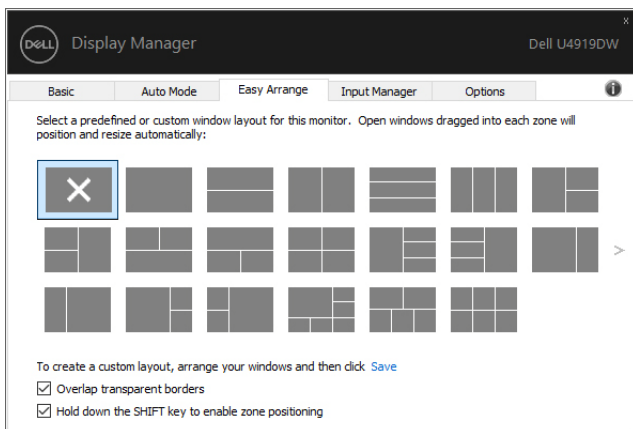 x
DELL Display Manager Dell U4919DW
Basic Auto Mode Easy Arrange Input Manager Options i
Select a predefined or custom window layout for this monitor. Open windows dragged into each zone will
position and resize automatically:
>
To create a custom layout, arrange your windows and then click Save
Overlap transparent borders
Hold down the SHIFT key to enable zone positioning